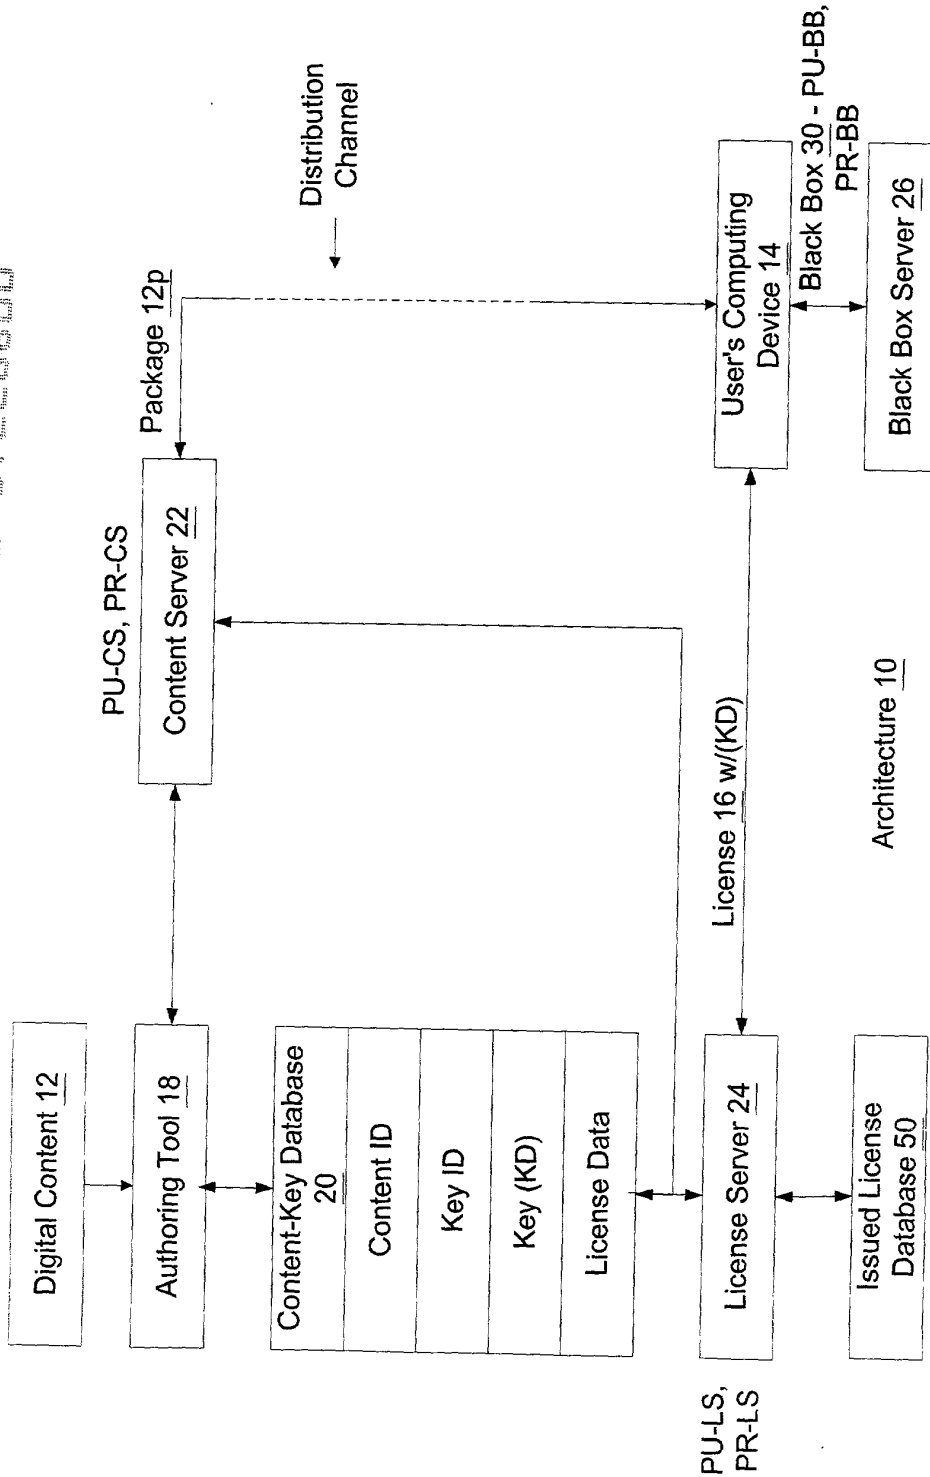 Digital Content 12
Authoring Tool 18
Content-Key Database
20
Content ID
Key ID
Key (KD)
License Data
PU-LS,
PR-LS
License Server 24
Issued License
Database 50
PU-CS, PR-CS
Content Server 22
Package 12p
Distribution
Channel
License 16 w/(KD)
User's Computing
Device 14
Black Box 30 - PU-BB,
PR-BB
Black Box Server 26
Architecture 10